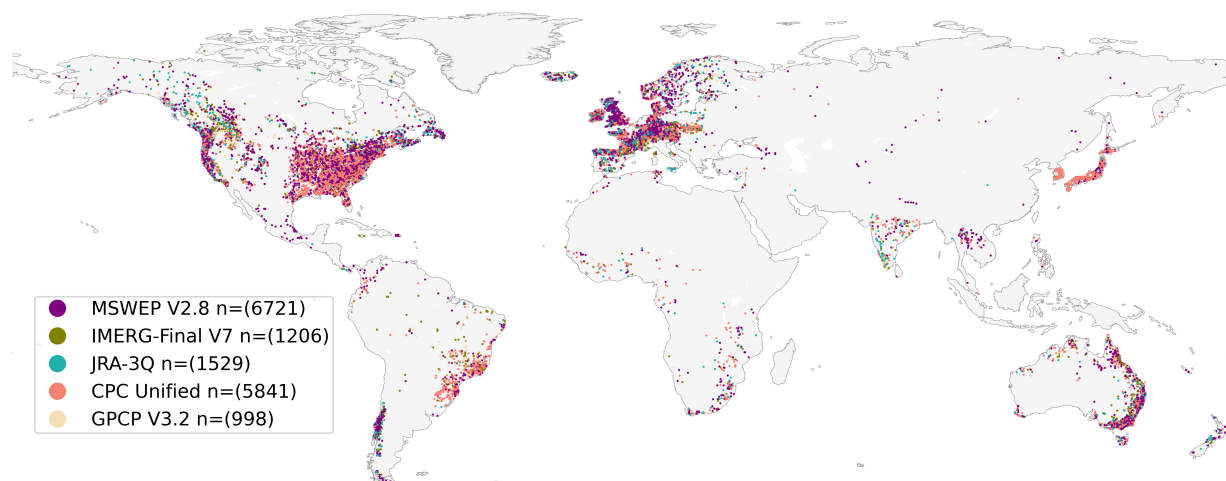 MSWEP V2.8 n=(6721)
IMERG-Final V7 n=(1206)
JRA-3Q n=(1529)
CPC Unified n=(5841)
GPCP V3.2 n=(998)